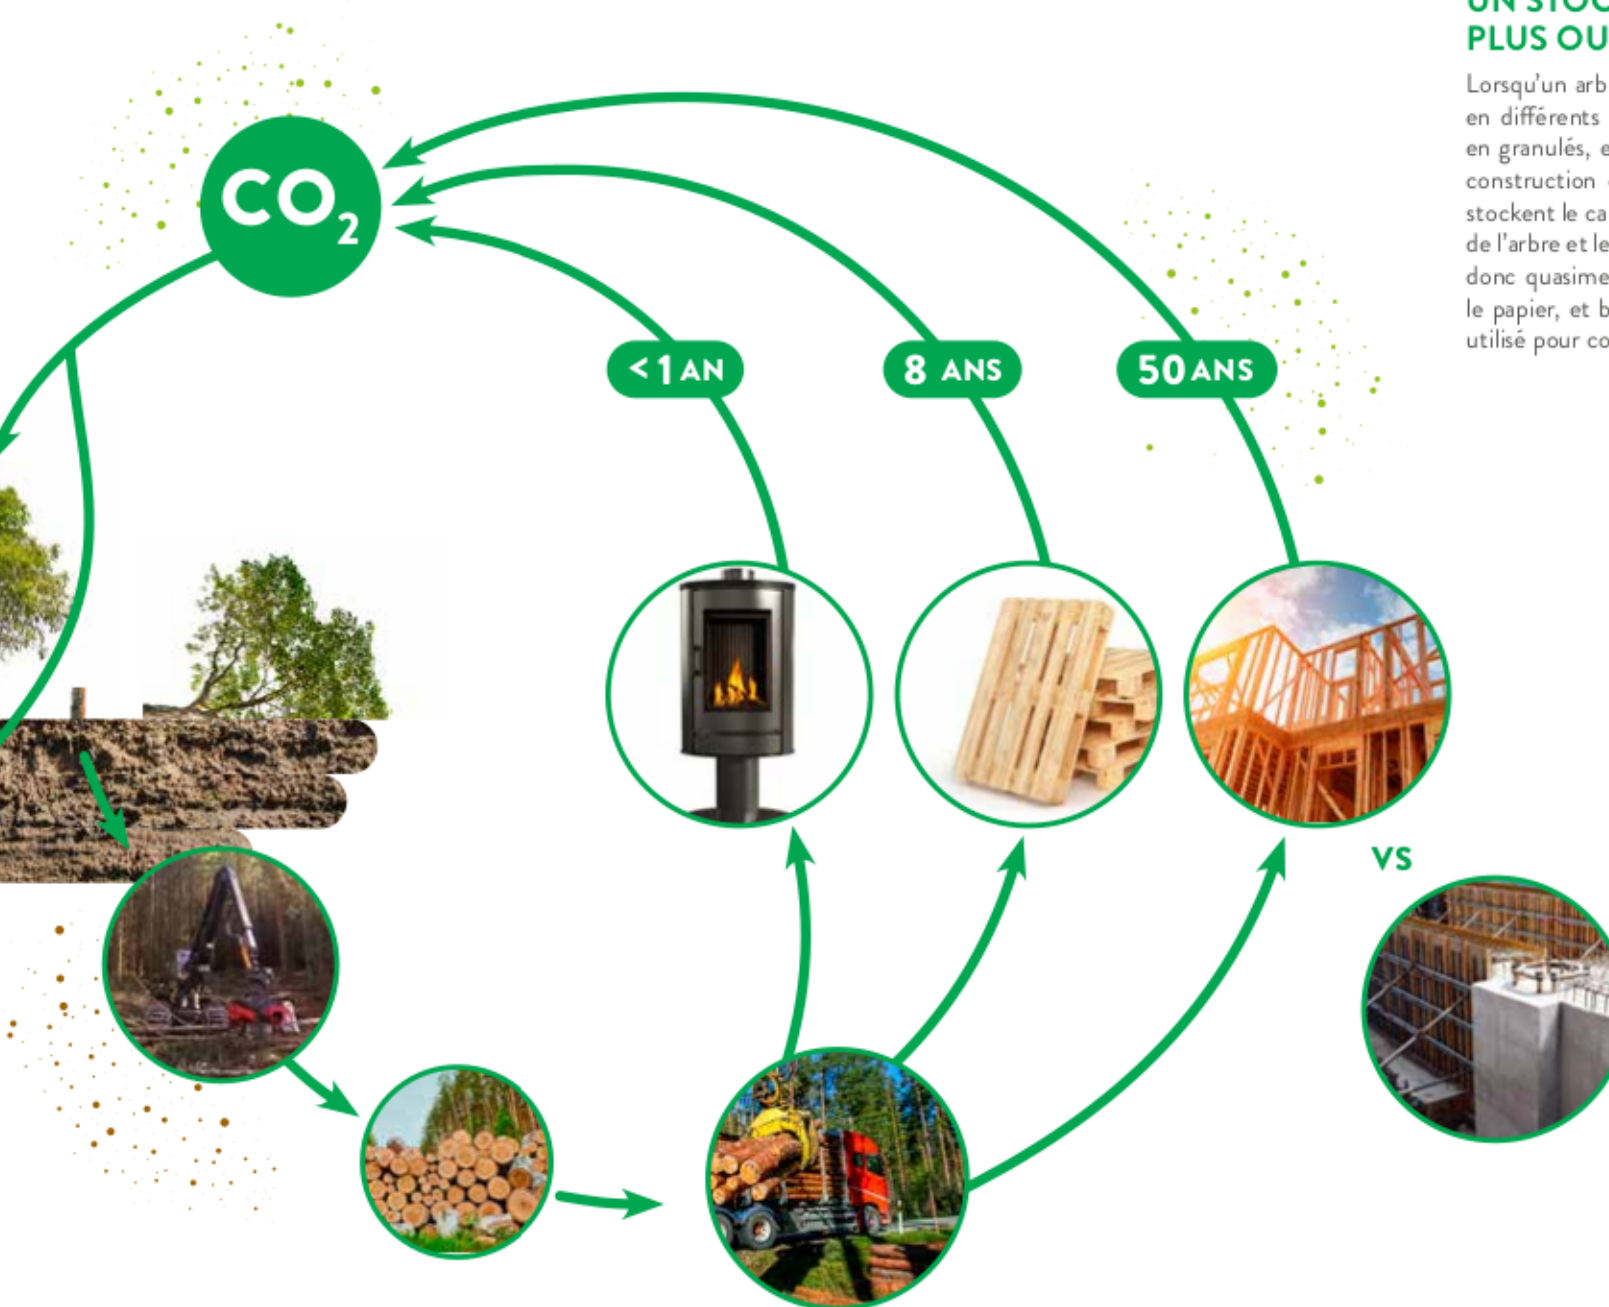 PLUS OU
Lorsqu'un arb
en différents
en granulés, e
construction
stockent le ca
de l'arbre et le
donc quasime
le papier, et b
utilisé pour co
CO2
<1 AN
8 ANS
50 ANS
VS